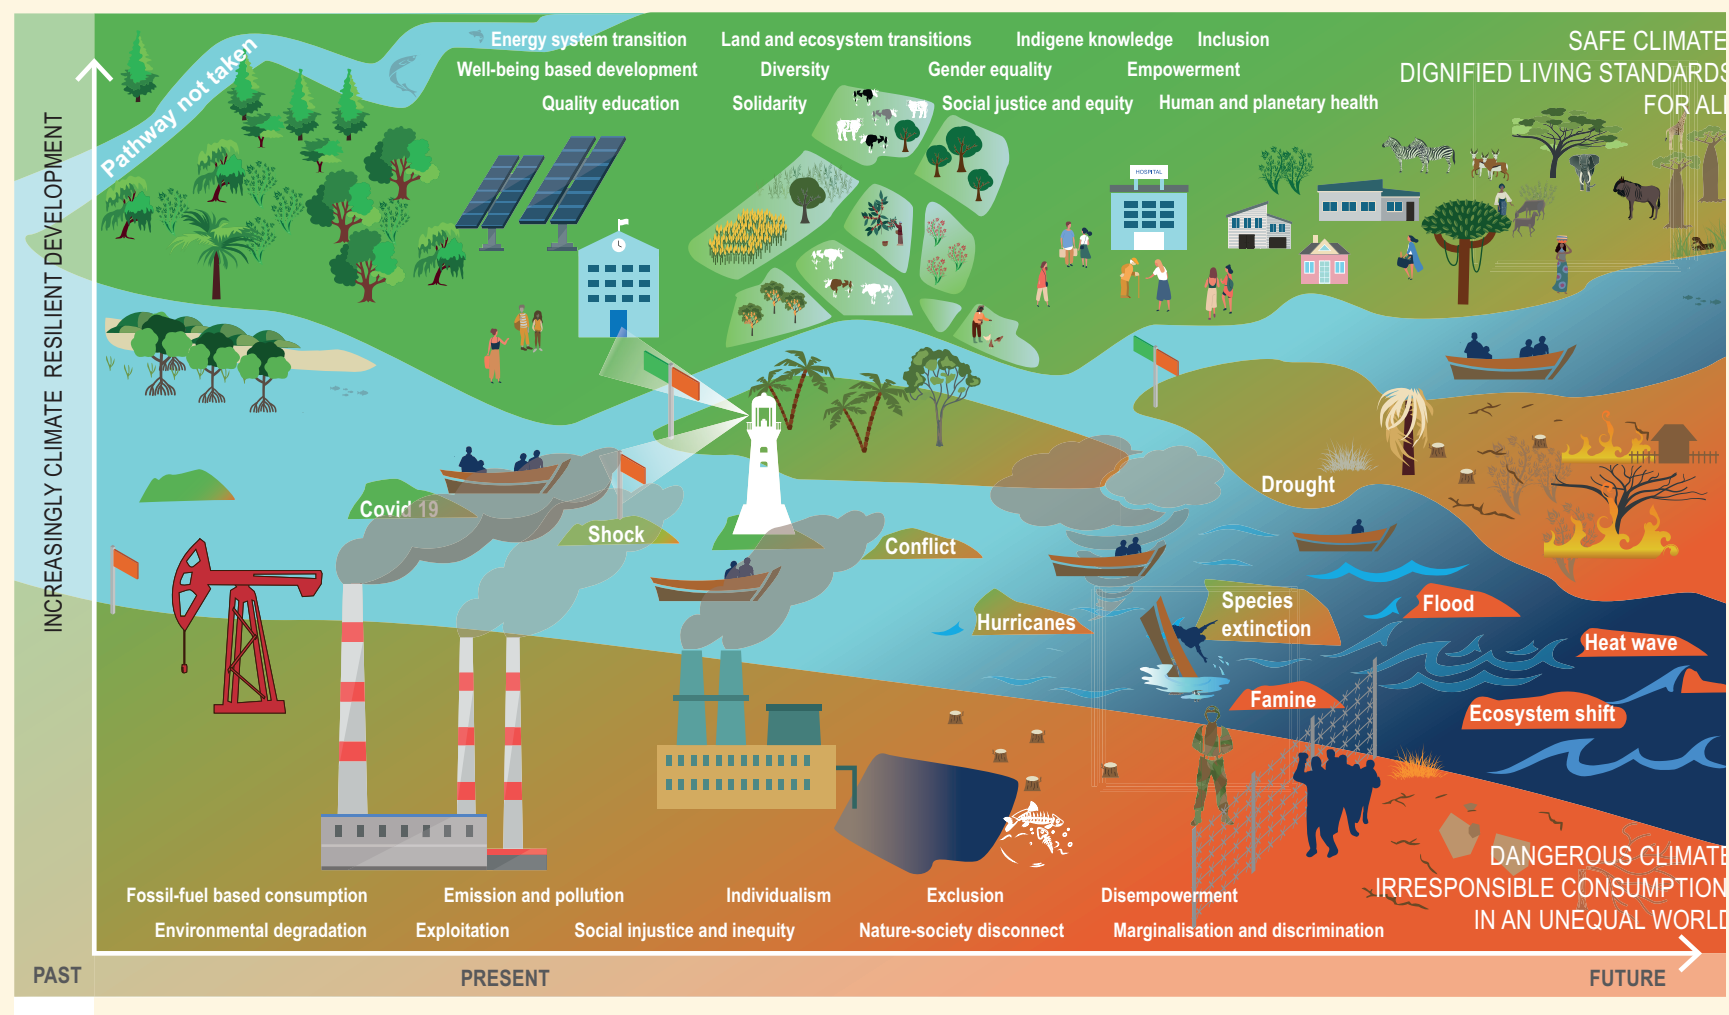 Pathway not taken
Energy system transition
Land and ecosystem transitions
Indigene knowledge
Inclusion
Well-being based development
Diversity
Gender equality
Empowerment
Quality education
Solidarity
Social justice and equity
Human and planetary health
SAFE CLIMATE
DIGNIFIED LIVING STANDARDS
FOR ALL
INCREASINGLY CLIMATE RESILIENT DEVELOPMENT
HOSPITAL
Covid 19
Shock
Conflict
Drought
Hurricanes
Species
extinction
Flood
Heat wave
Famine
Ecosystem shift
DANGEROUS CLIMATE
IRRESPONSIBLE CONSUMPTION
IN AN UNEQUAL WORLD
Fossil-fuel based consumption
Emission and pollution
Individualism
Exclusion
Disempowerment
Environmental degradation
Exploitation
Social injustice and inequity
Nature-society disconnect
Marginalisation and discrimination
PAST
PRESENT
FUTURE